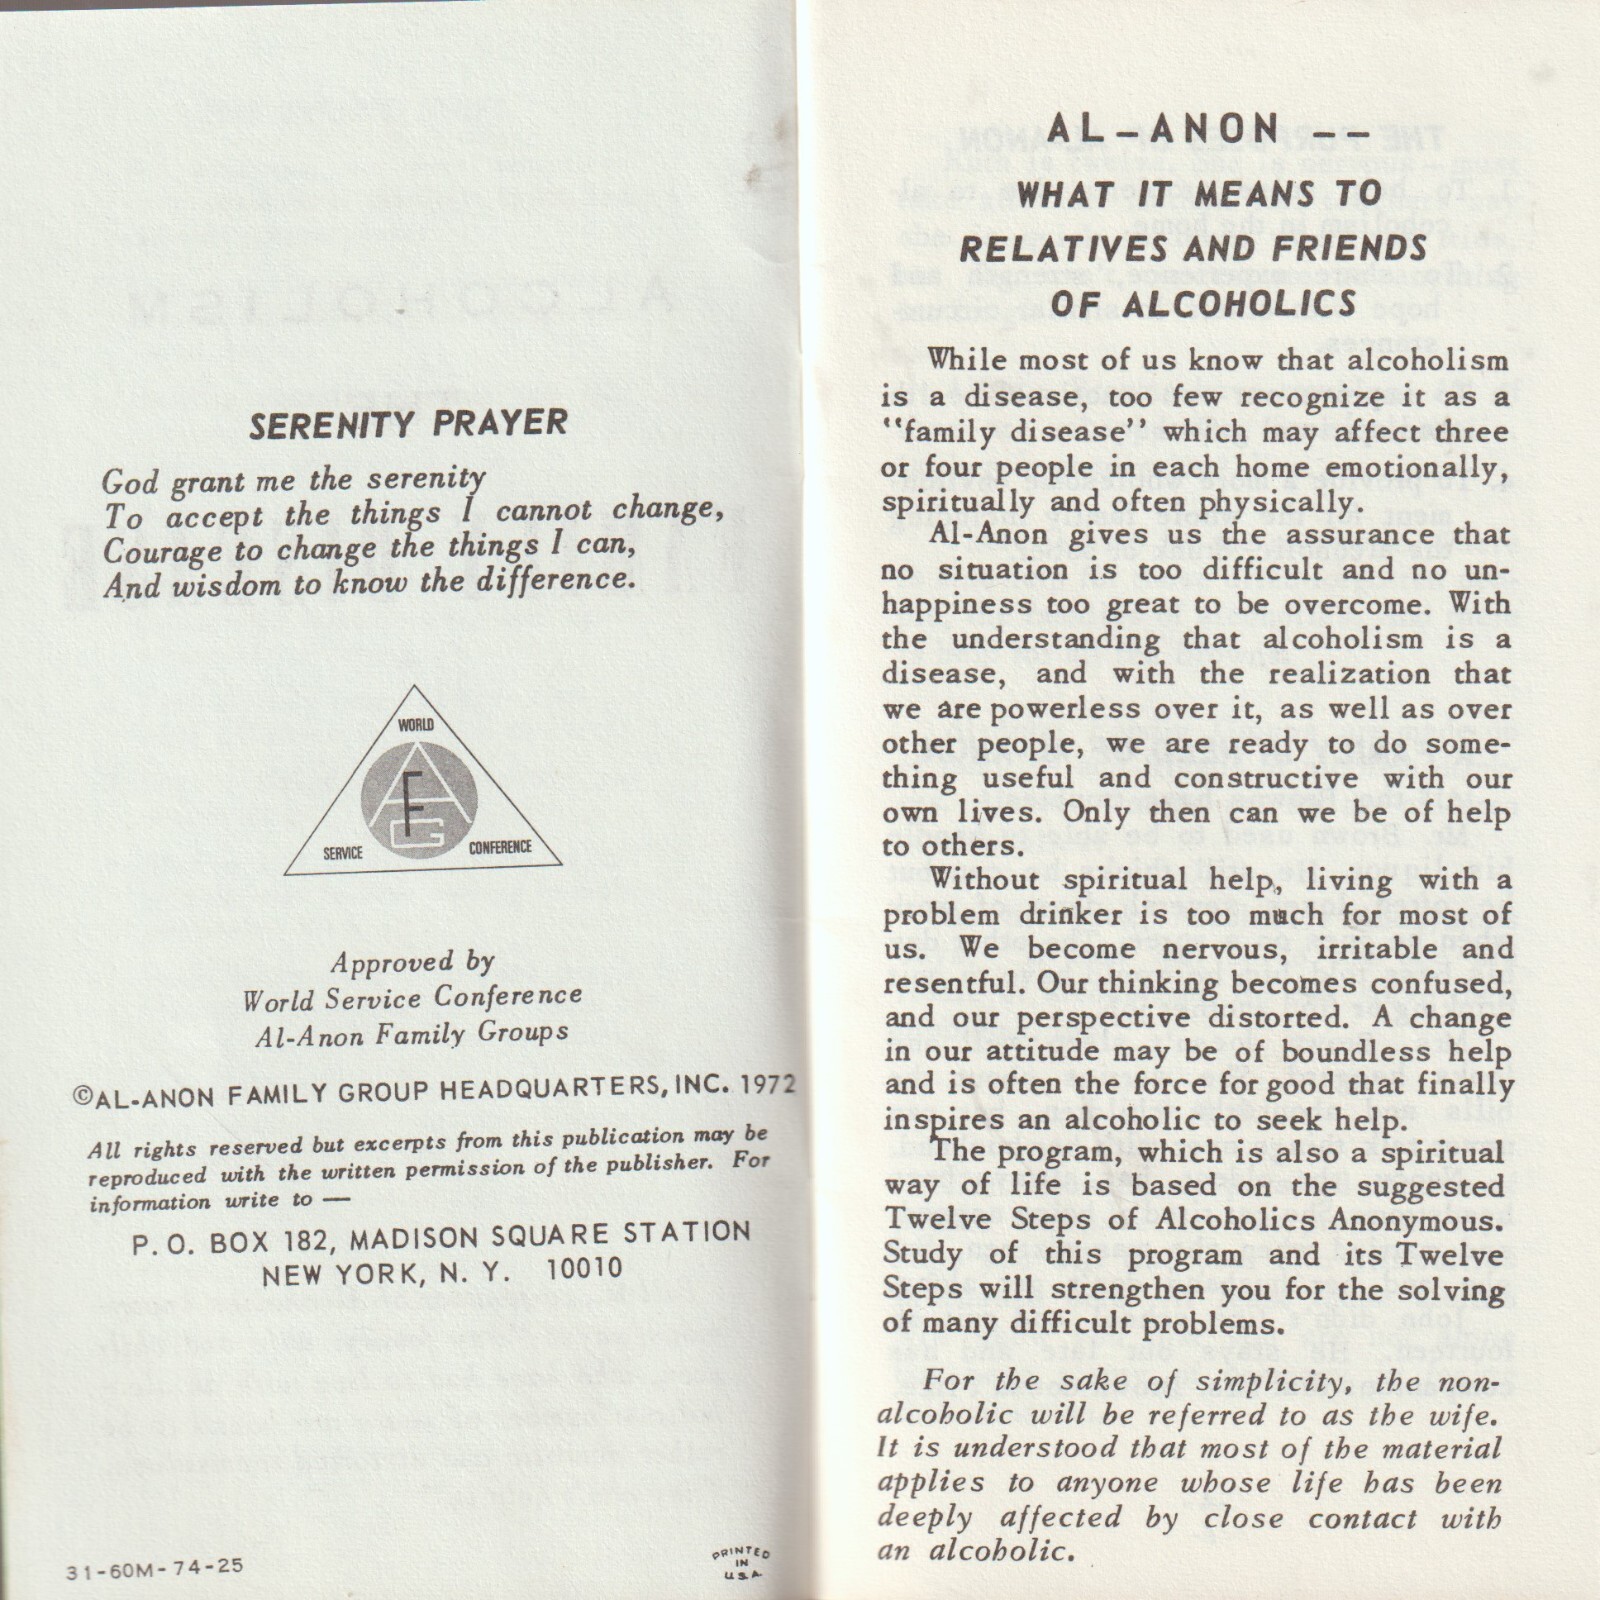 SERENITY PRAYER
God grant me the serenity
To accept the things I cannot change,
Courage to change the things I can,
And wisdom to know the difference.
WORLD
A
F
G
SERVICE CONFERENCE
Approved by
World Service Conference
Al-Anon Family Groups
©AL-ANON FAMILY GROUP HEADQUARTERS, INC. 1972
All rights reserved but excerpts from this publication may be
reproduced with the written permission of the publisher. For
information write to —
P. O. BOX 182, MADISON SQUARE STATION
NEW YORK, N. Y. 10010
31-60M-74-25
PRINTED
IN
U.S.A.
AL-ANON --
WHAT IT MEANS TO
RELATIVES AND FRIENDS
OF ALCOHOLICS
While most of us know that alcoholism
is a disease, too few recognize it as a
"family disease" which may affect three
or four people in each home emotionally,
spiritually and often physically.
Al-Anon gives us the assurance that
no situation is too difficult and no un-
happiness too great to be overcome. With
the understanding that alcoholism is a
disease, and with the realization that
we are powerless over it, as well as over
other people, we are ready to do some-
thing useful and constructive with our
own lives. Only then can we be of help
to others.
Without spiritual help, living with a
problem drinker is too much for most of
us. We become nervous, irritable and
resentful. Our thinking becomes confused,
and our perspective distorted. A change
in our attitude may be of boundless help
and is often the force for good that finally
inspires an alcoholic to seek help.
The program, which is also a spiritual
way of life is based on the suggested
Twelve Steps of Alcoholics Anonymous.
Study of this program and its Twelve
Steps will strengthen you for the solving
of many difficult problems.
For the sake of simplicity, the non-
alcoholic will be referred to as the wife.
It is understood that most of the material
applies to anyone whose life has been
deeply affected by close contact with
an alcoholic.